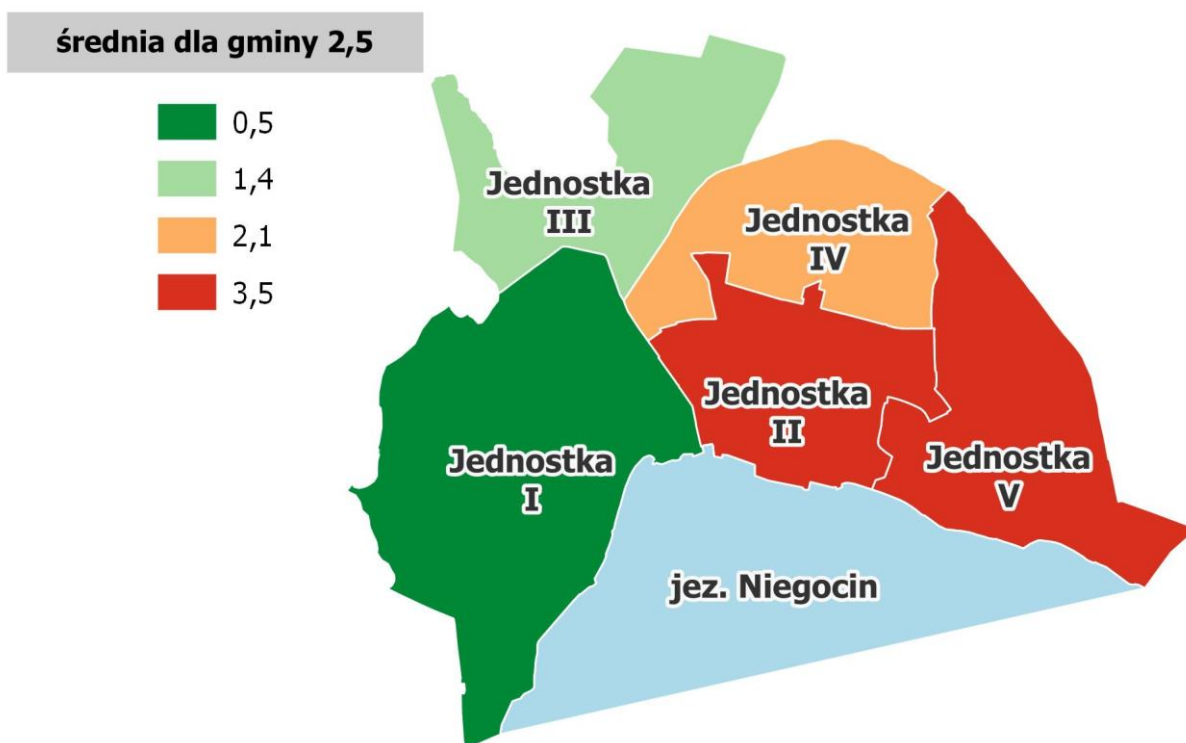 średnia dla gminy 2,5
0,5
1,4
2,1
3,5
Jednostka
III
Jednostka
IV
Jednostka
II
Jednostka
I
Jednostka
V
jez. Niegocin